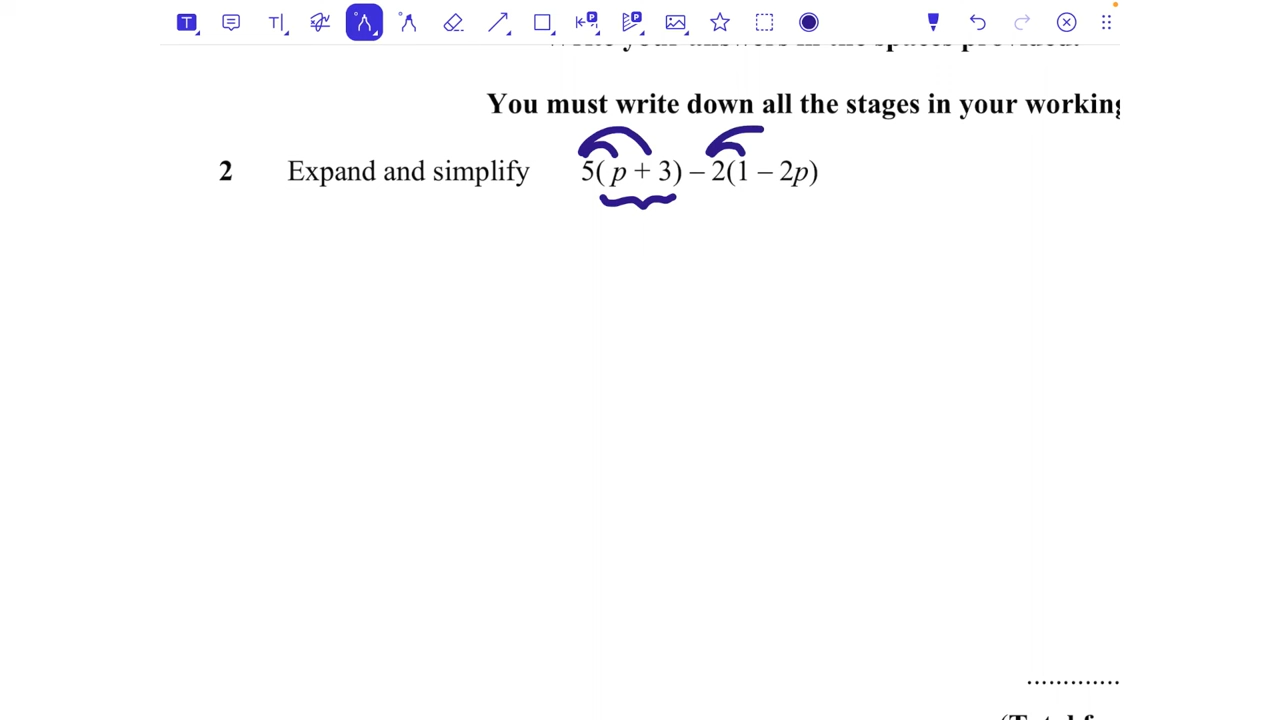 You must write down all the stages in your working
2 Expand and simplify 5( p + 3) – 2(1 – 2p)